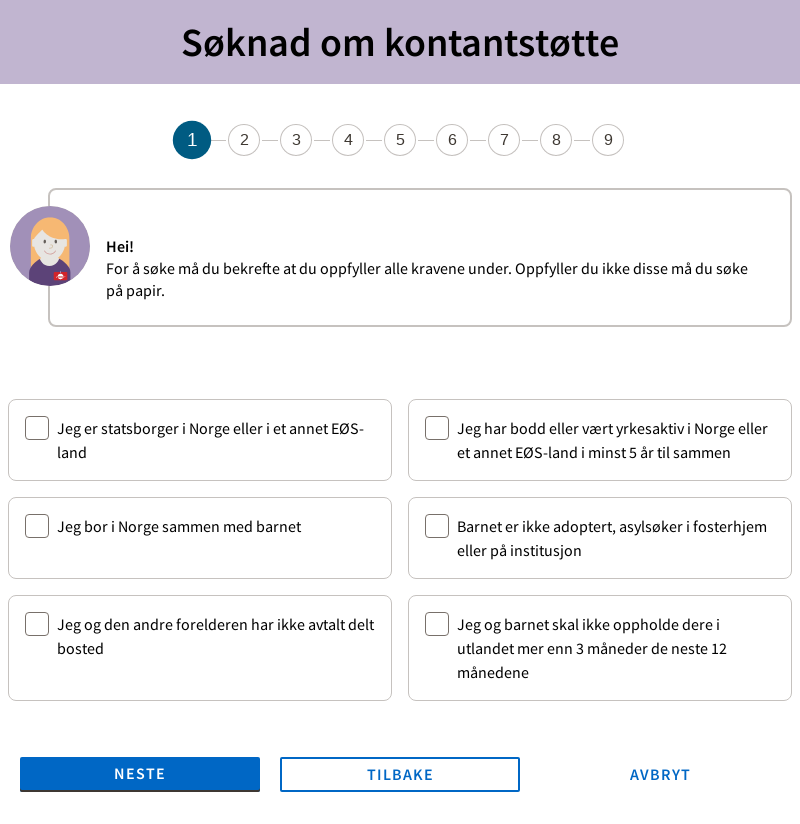 Søknad om kontantstøtte
1 2 3 4 5 6 7 8 9
Hei!
For å søke må du bekrefte at du oppfyller alle kravene under. Oppfyller du ikke disse må du søke
på papir.
Jeg er statsborger i Norge eller i et annet EØS-
land
Jeg har bodd eller vært yrkesaktiv i Norge eller
et annet EØS-land i minst 5 år til sammen
Jeg bor i Norge sammen med barnet
Barnet er ikke adoptert, asylsøker i fosterhjem
eller på institusjon
Jeg og den andre forelderen har ikke avtalt delt
bosted
Jeg og barnet skal ikke oppholde dere i
utlandet mer enn 3 måneder de neste 12
månedene
NESTE TILBAKE AVBRYT